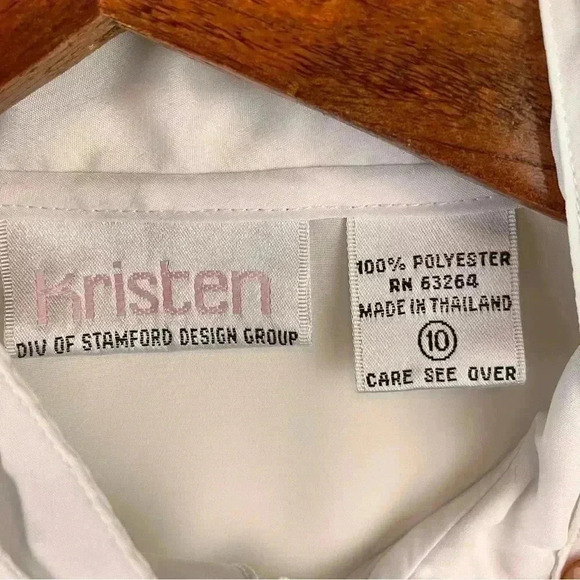 Kristen
DIV OF STAMFORD DESIGN GROUP
100% POLYESTER
RN 63264
MADE IN THAILAND
10
CARE SEE OVER